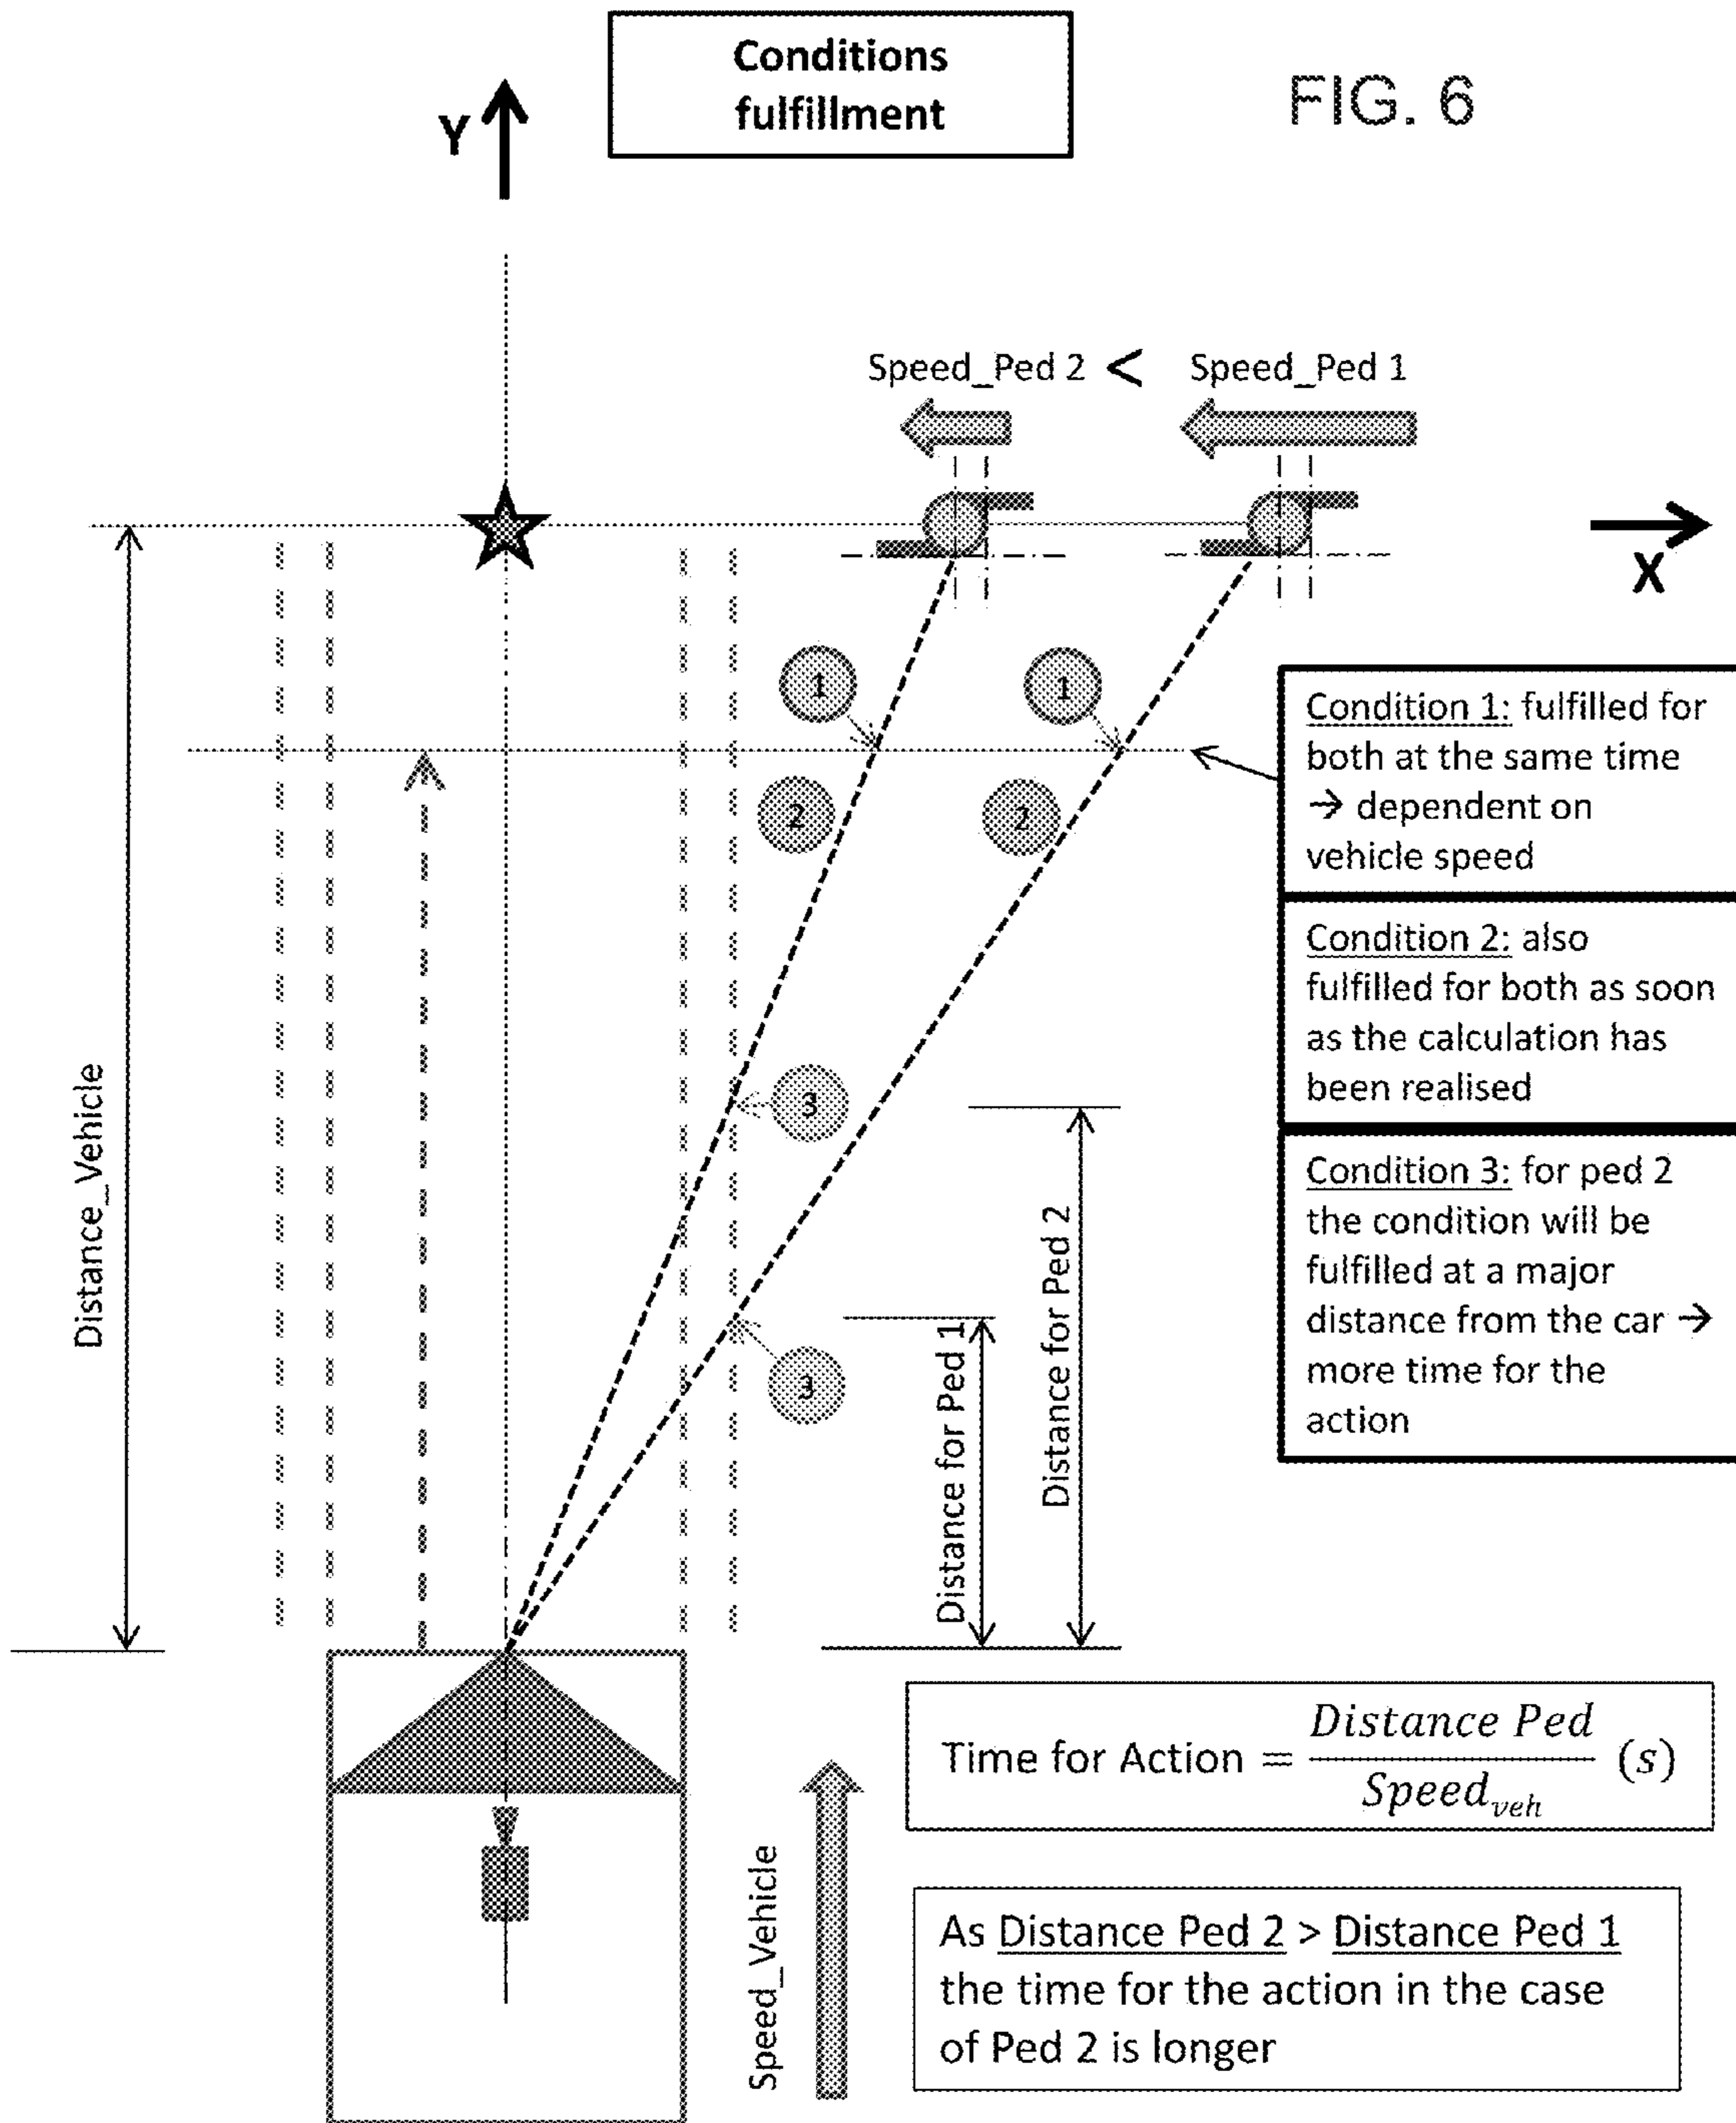 Conditions
fulfillment
FIG. 6
Y
Speed_Ped 2 < Speed_Ped 1
X
1
1
2
2
3
3
Condition 1: fulfilled for
both at the same time
→ dependent on
vehicle speed
Condition 2: also
fulfilled for both as soon
as the calculation has
been realised
Condition 3: for ped 2
the condition will be
fulfilled at a major
distance from the car →
more time for the
action
Distance_Vehicle
Distance for Ped 1
Distance for Ped 2
Time for Action = Distance Ped / Speed_veh (s)
Speed_Vehicle
As Distance Ped 2 > Distance Ped 1
the time for the action in the case
of Ped 2 is longer